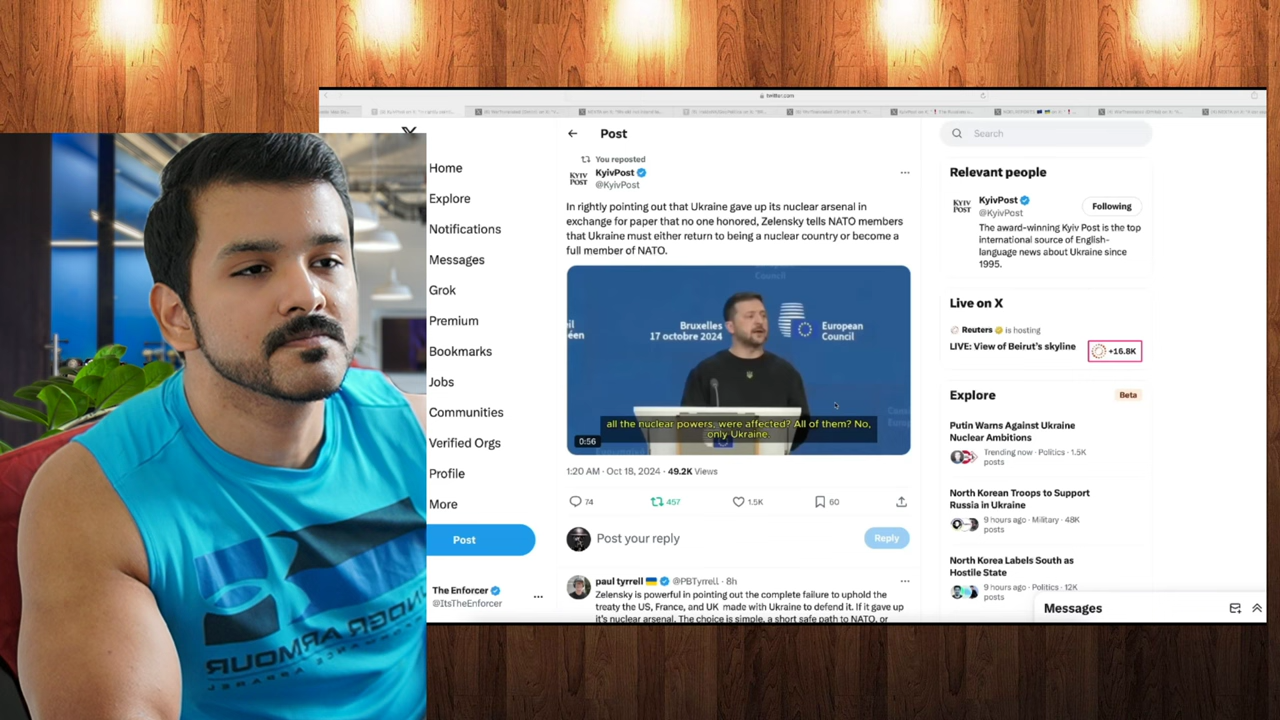 twitter.com
Home
Explore
Notifications
Messages
Grok
Premium
Bookmarks
Jobs
Communities
Verified Orgs
Profile
More
Post
The Enforcer
@ItsTheEnforcer
Post
You reposted
KyivPost
@KyivPost
KYIV
POST
In rightly pointing out that Ukraine gave up its nuclear arsenal in
exchange for paper that no one honored, Zelensky tells NATO members
that Ukraine must either return to being a nuclear country or become a
full member of NATO.
European
Council
Bruxelles
17 octobre 2024
European
Council
all the nuclear powers, were affected? All of them? No,
only Ukraine.
0:56
1:20 AM · Oct 18, 2024 · 49.2K Views
74
457
1.5K
60
Post your reply
Reply
paul tyrrell @PBTyrrell · 8h
Zelensky is powerful in pointing out the complete failure to uphold the
treaty the US, France, and UK made with Ukraine to defend it. If it gave up
it's nuclear arsenal. The choice is simple, a short safe path to NATO, or
Search
Relevant people
KYIV
POST
KyivPost
@KyivPost
Following
The award-winning Kyiv Post is the top
international source of English-
language news about Ukraine since
1995.
Live on X
Reuters is hosting
LIVE: View of Beirut's skyline
+16.8K
Explore
Beta
Putin Warns Against Ukraine
Nuclear Ambitions
Trending now · Politics · 1.5K
posts
North Korean Troops to Support
Russia in Ukraine
9 hours ago · Military · 48K
posts
North Korea Labels South as
Hostile State
9 hours ago · Politics · 12K
posts
Messages
UNDER ARMOUR